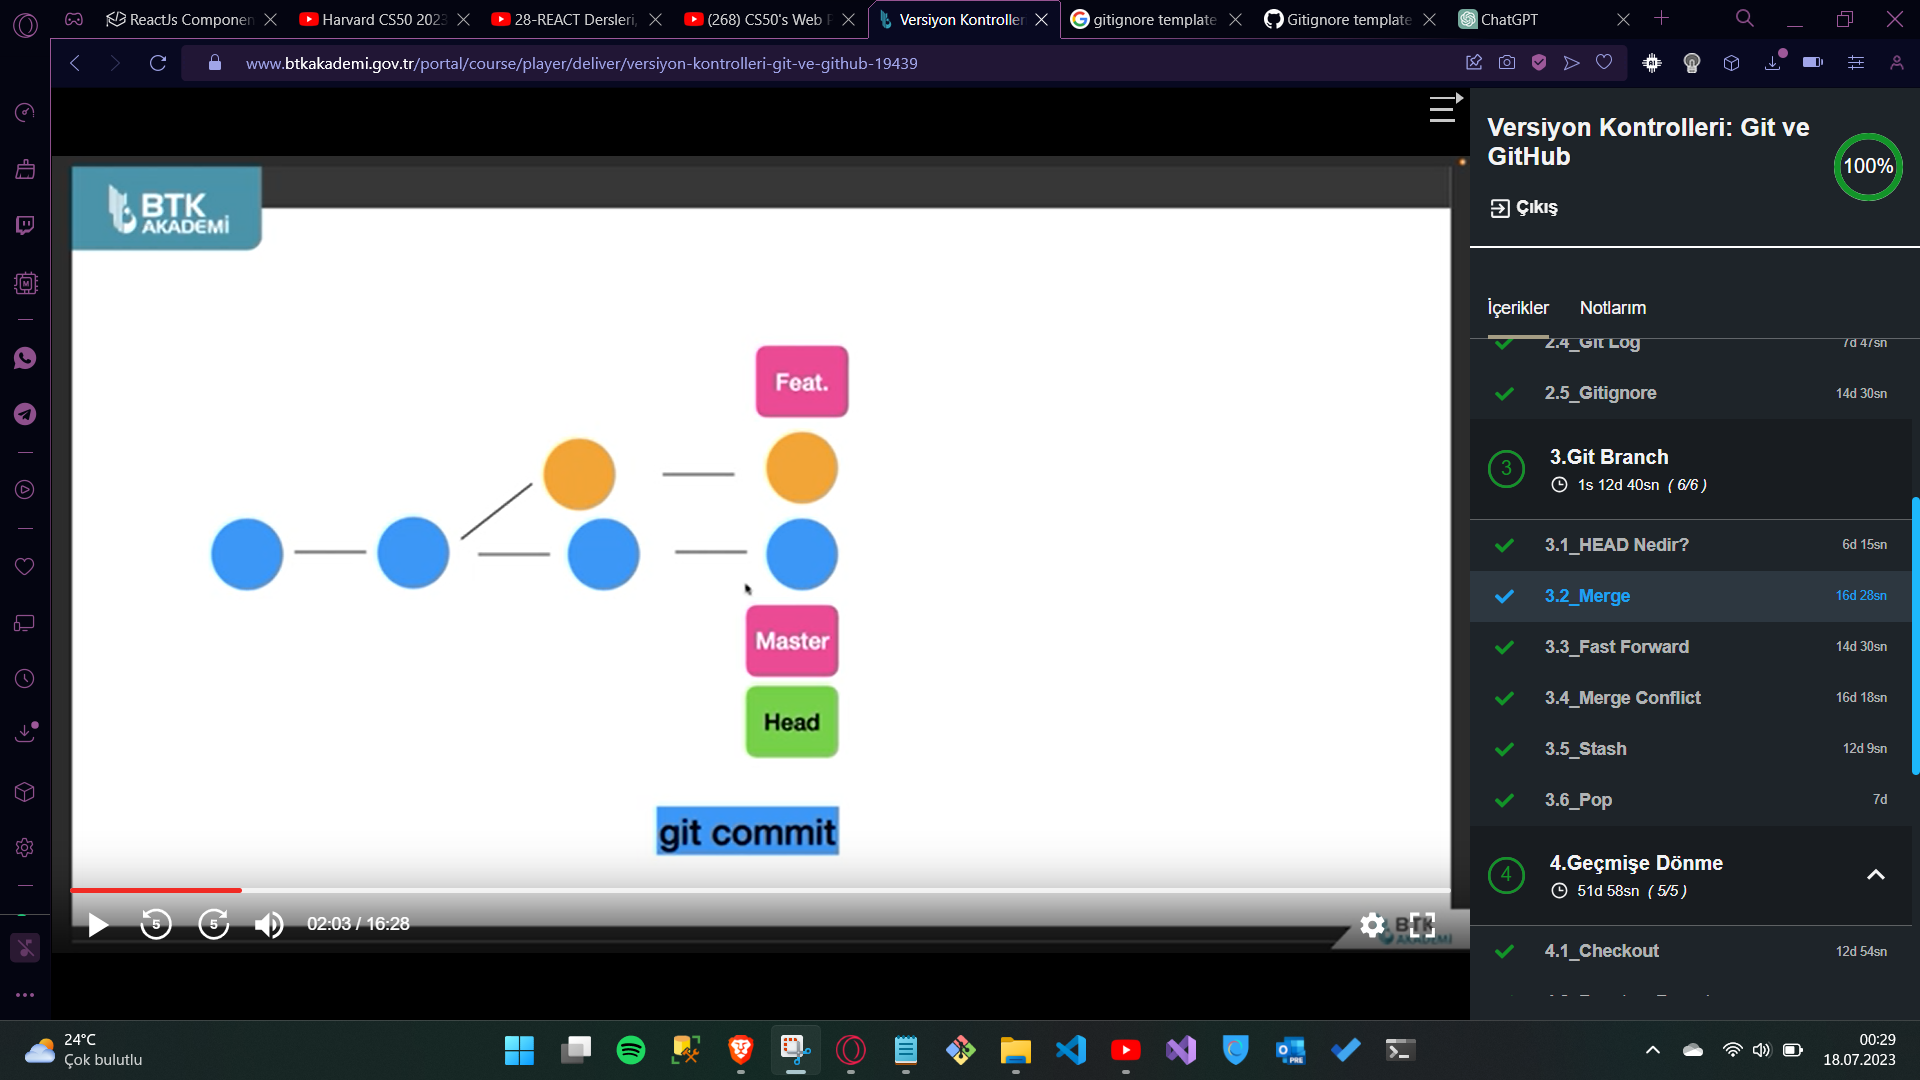 ReactJs Componen
Harvard CS50 2023
28-REACT Dersleri,
(268) CS50's Web P
Versiyon Kontroller
gitignore template
Gitignore template
ChatGPT
www.btkakademi.gov.tr/portal/course/player/deliver/versiyon-kontrolleri-git-ve-github-19439
BTK
AKADEMİ
Feat.
Master
Head
git commit
5
5
02:03 / 16:28
BTK
AKADEMİ
Versiyon Kontrolleri: Git ve
GitHub
100%
Çıkış
İçerikler
Notlarım
2.4_Git Log
7d 47sn
2.5_Gitignore
14d 30sn
3
3.Git Branch
1s 12d 40sn ( 6/6 )
3.1_HEAD Nedir?
6d 15sn
3.2_Merge
16d 28sn
3.3_Fast Forward
14d 30sn
3.4_Merge Conflict
16d 18sn
3.5_Stash
12d 9sn
3.6_Pop
7d
4
4.Geçmişe Dönme
51d 58sn ( 5/5 )
4.1_Checkout
12d 54sn
24°C
Çok bulutlu
PRE
00:29
18.07.2023